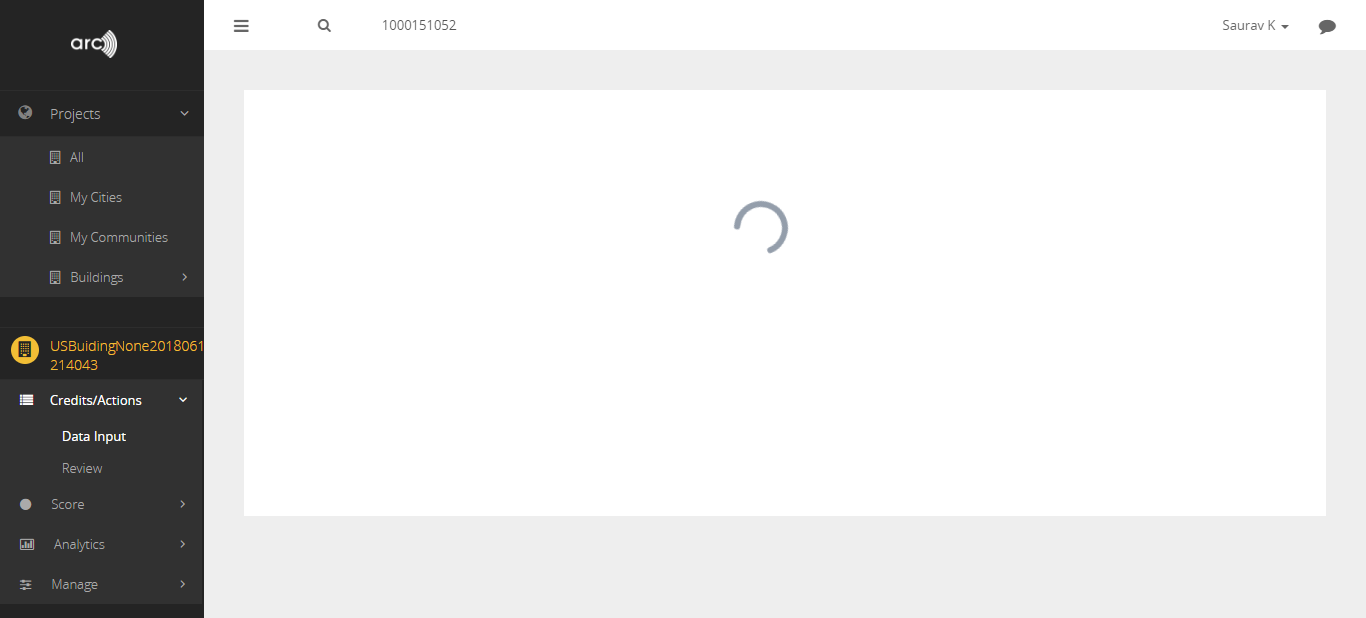 arc
1000151052
Saurav K
Projects
All
My Cities
My Communities
Buildings
USBuidingNone2018061
214043
Credits/Actions
Data Input
Review
Score
Analytics
Manage